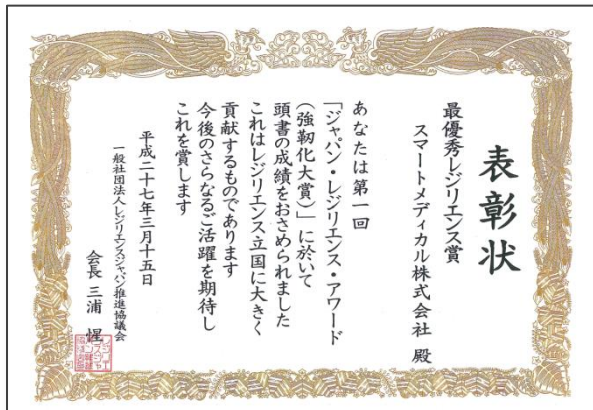 表彰状
最優秀レジリエンス賞
スマートメディカル株式会社 殿
あなたは第一回
「ジャパン・レジリエンス・アワード
(強靭化大賞)」に於いて
頭書の成績をおさめられました
これはレジリエンス立国に大きく
貢献するものであります
今後のさらなるご活躍を期待し
これを賞します
平成二十七年三月十五日
一般社団法人レジリエンスジャパン推進協議会
会長 三浦 惺